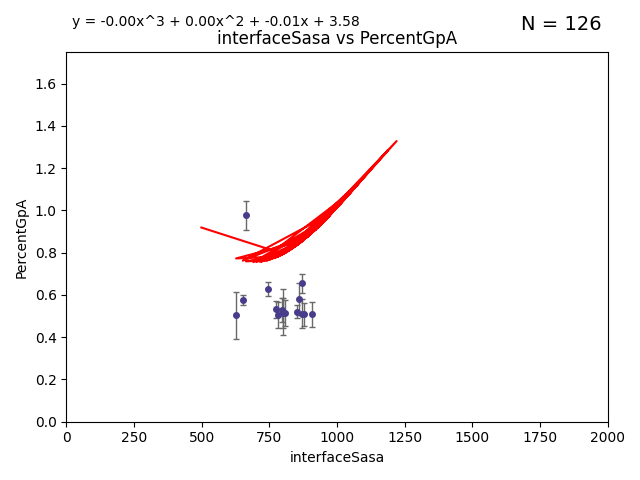 y = -0.00x^3 + 0.00x^2 + -0.01x + 3.58
N = 126
interfaceSasa vs PercentGpA
PercentGpA
1.6
1.4
1.2
1.0
0.8
0.6
0.4
0.2
0.0
0 250 500 750 1000 1250 1500 1750 2000
interfaceSasa